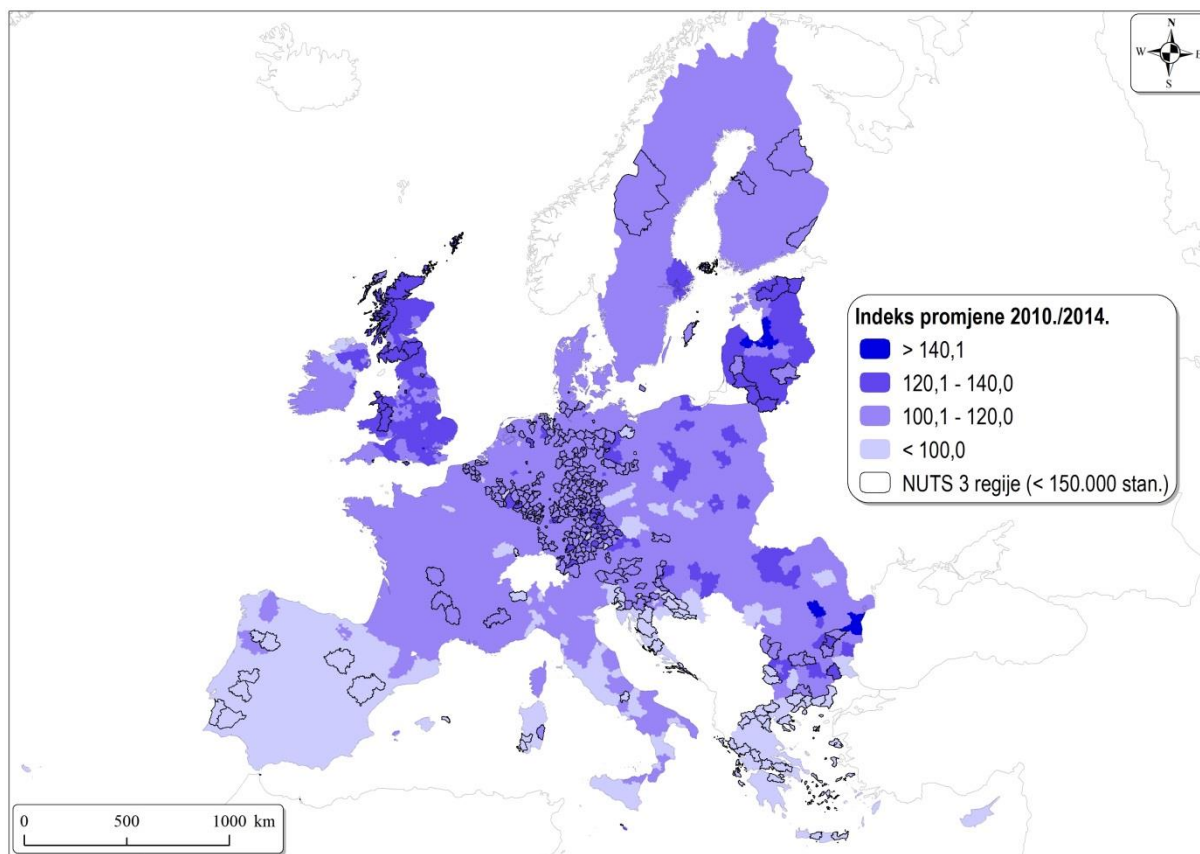 N
W E
S
Indeks promjene 2010./2014.
> 140,1
120,1 - 140,0
100,1 - 120,0
< 100,0
NUTS 3 regije (< 150.000 stan.)
0 500 1000 km